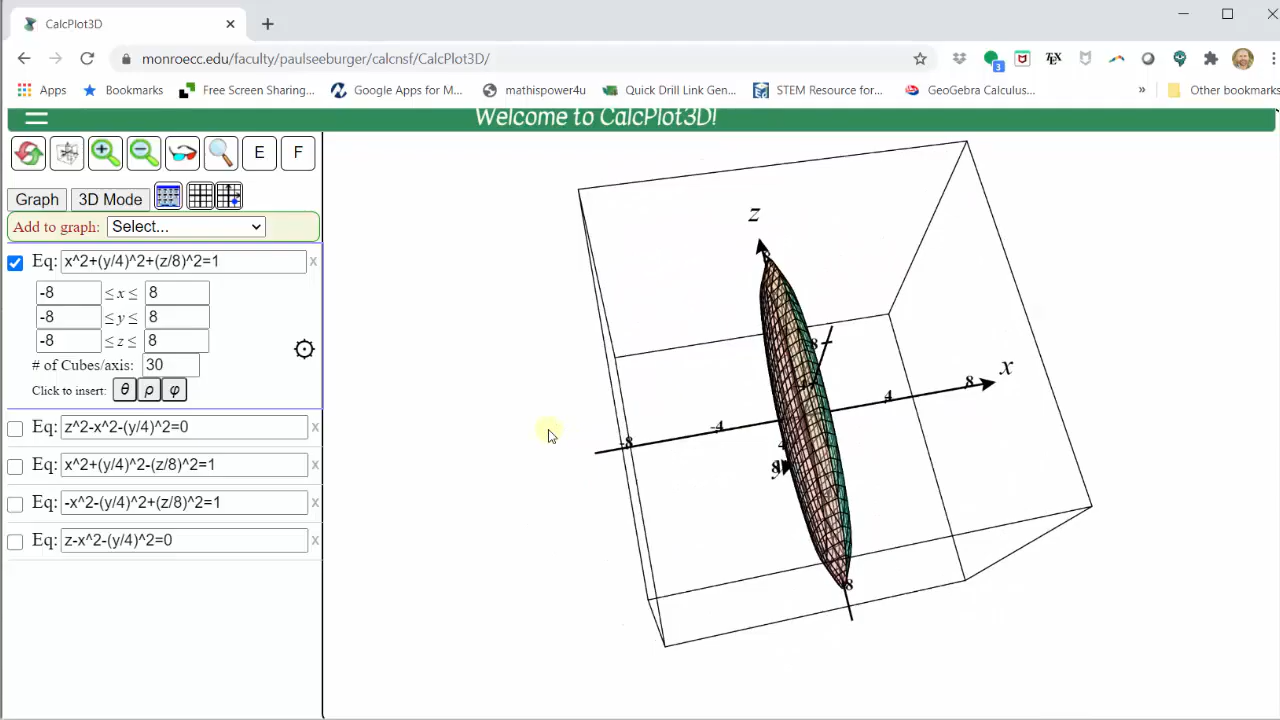 CalcPlot3D
monroecc.edu/faculty/paulseeburger/calcnsf/CalcPlot3D/
3
Apps Bookmarks Free Screen Sharing... Google Apps for M... mathispower4u Quick Drill Link Gen... STEM Resource for... GeoGebra Calculus... » Other bookmarks
Welcome to CalcPlot3D!
E F
Graph 3D Mode
Add to graph: Select...
Eq: x^2+(y/4)^2+(z/8)^2=1 x
-8 ≤ x ≤ 8
-8 ≤ y ≤ 8
-8 ≤ z ≤ 8
# of Cubes/axis: 30
Click to insert: θ ρ φ
Eq: z^2-x^2-(y/4)^2=0 x
Eq: x^2+(y/4)^2-(z/8)^2=1 x
Eq: -x^2-(y/4)^2+(z/8)^2=1 x
Eq: z-x^2-(y/4)^2=0 x
z
8
8
x
8
4
-4
-8
4
8
y
-8